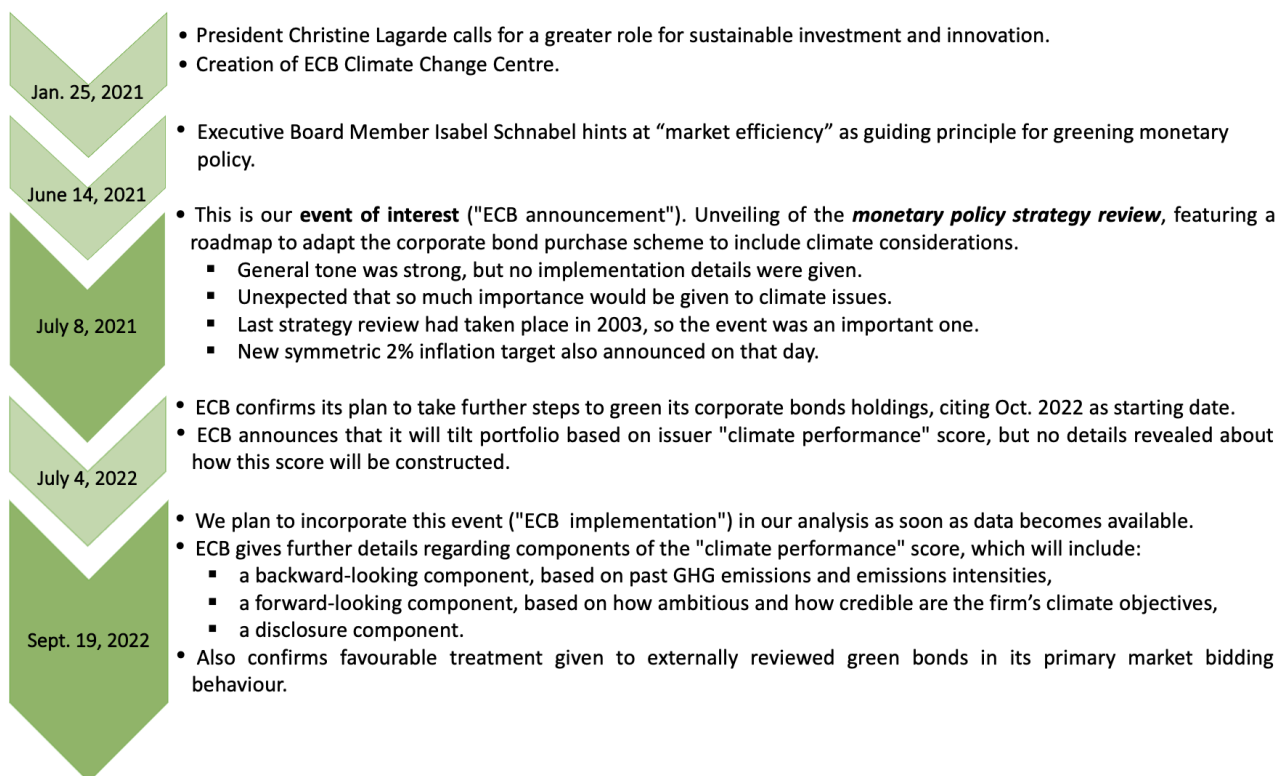 • President Christine Lagarde calls for a greater role for sustainable investment and innovation.
• Creation of ECB Climate Change Centre.
Jan. 25, 2021
• Executive Board Member Isabel Schnabel hints at “market efficiency” as guiding principle for greening monetary
policy.
June 14, 2021
• This is our event of interest ("ECB announcement"). Unveiling of the monetary policy strategy review, featuring a
roadmap to adapt the corporate bond purchase scheme to include climate considerations.
▪ General tone was strong, but no implementation details were given.
▪ Unexpected that so much importance would be given to climate issues.
▪ Last strategy review had taken place in 2003, so the event was an important one.
▪ New symmetric 2% inflation target also announced on that day.
July 8, 2021
• ECB confirms its plan to take further steps to green its corporate bonds holdings, citing Oct. 2022 as starting date.
• ECB announces that it will tilt portfolio based on issuer "climate performance" score, but no details revealed about
how this score will be constructed.
July 4, 2022
• We plan to incorporate this event ("ECB implementation") in our analysis as soon as data becomes available.
• ECB gives further details regarding components of the "climate performance" score, which will include:
▪ a backward-looking component, based on past GHG emissions and emissions intensities,
▪ a forward-looking component, based on how ambitious and how credible are the firm’s climate objectives,
▪ a disclosure component.
Sept. 19, 2022
• Also confirms favourable treatment given to externally reviewed green bonds in its primary market bidding
behaviour.